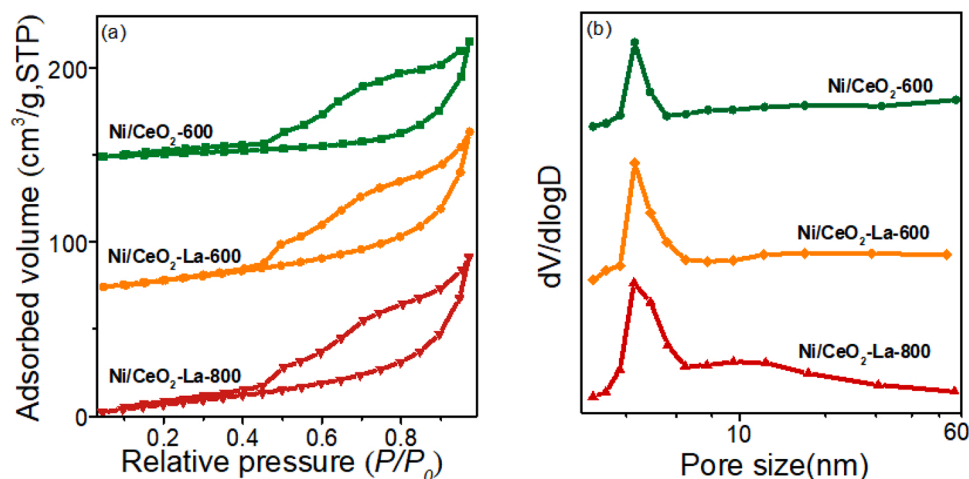 (a)
Adsorbed volume (cm³/g,STP)
200
100
0
Ni/CeO₂-600
Ni/CeO₂-La-600
Ni/CeO₂-La-800
0.2 0.4 0.6 0.8
Relative pressure (P/P₀)
(b)
dV/dlogD
Ni/CeO₂-600
Ni/CeO₂-La-600
Ni/CeO₂-La-800
10 60
Pore size(nm)